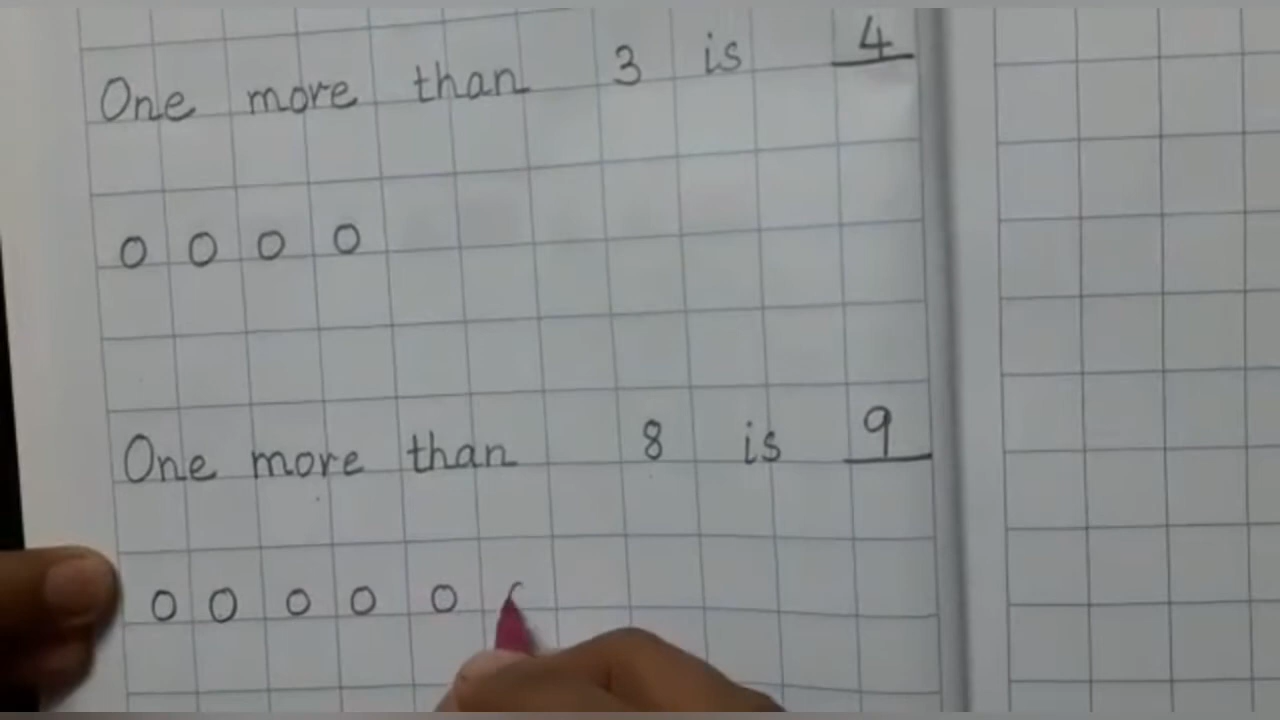 One more than 3 is 4
o o o o
One more than 8 is 9
o o o o o